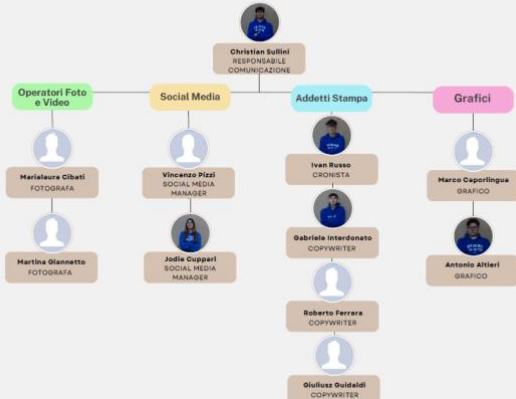 Christian Sullini
RESPONSABILE
COMUNICAZIONE
Operatori Foto
e Video
Social Media
Addetti Stampa
Grafici
Marialaura Cibati
FOTOGRAFA
Martina Giannetto
FOTOGRAFA
Vincenzo Pizzi
SOCIAL MEDIA
MANAGER
Jodie Cuppari
SOCIAL MEDIA
MANAGER
Ivan Russo
CRONISTA
Gabriele Interdonato
COPYWRITER
Roberto Ferrara
COPYWRITER
Giuliusz Guidaldi
COPYWRITER
Marco Caporlingua
GRAFICO
Antonio Altieri
GRAFICO